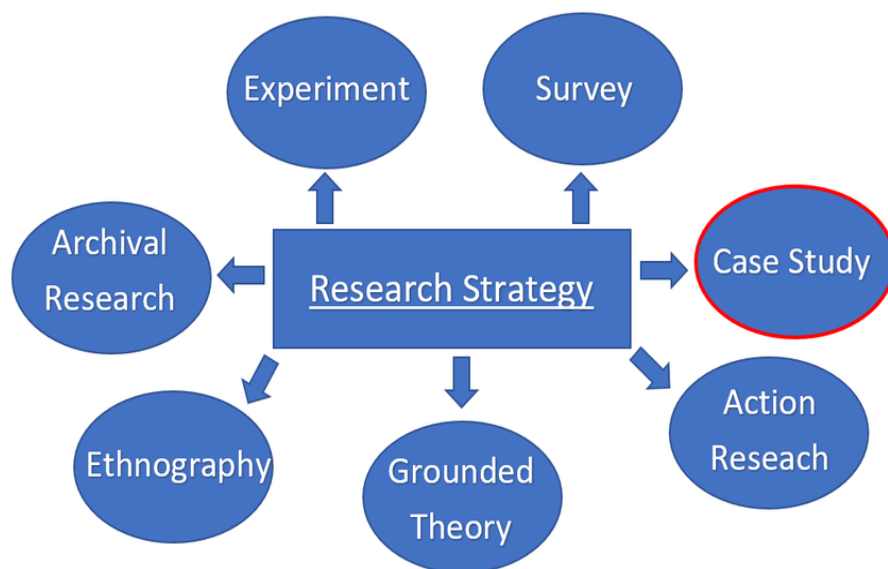 Experiment
Survey
Archival
Research
Research Strategy
Case Study
Ethnography
Grounded
Theory
Action
Reseach